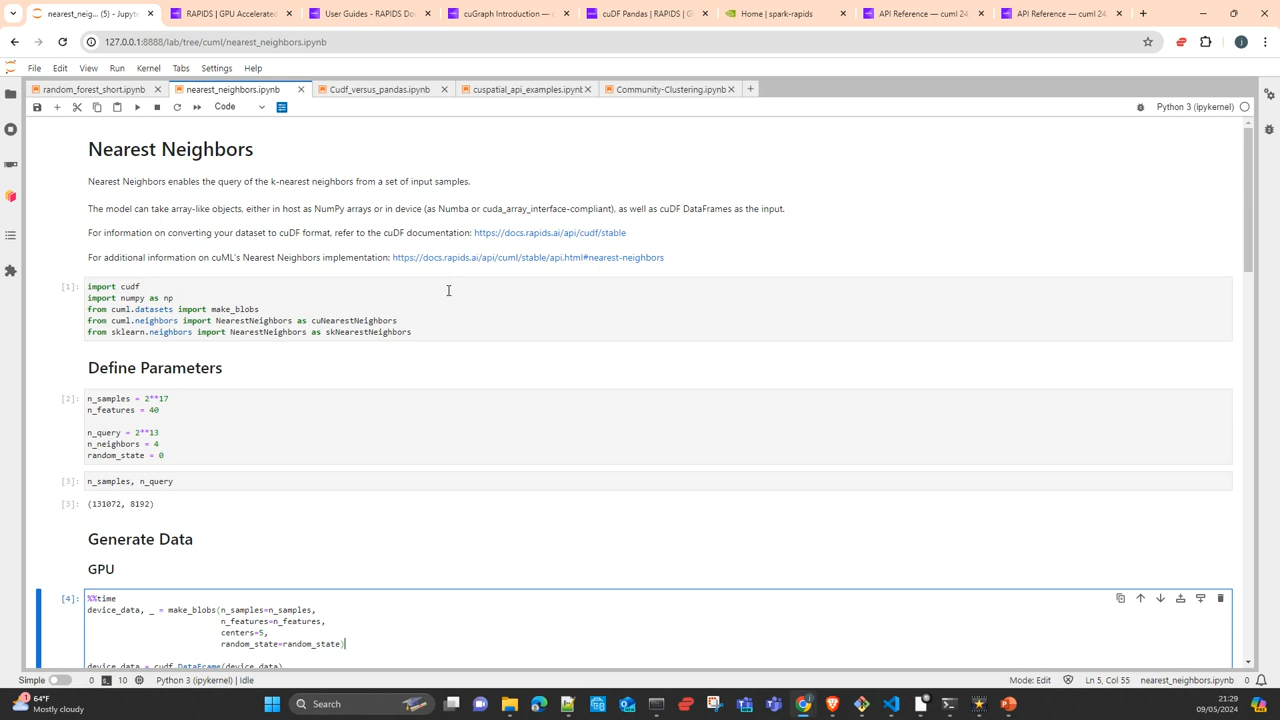 nearest_neig... (5) - Jupyte
RAPIDS | GPU Accelerated
User Guides - RAPIDS Do
cuGraph Introduction —
cuDF Pandas | RAPIDS | G
Home | spark-rapids
API Reference — cuml 24.
API Reference — cuml 24.
127.0.0.1:8888/lab/tree/cuml/nearest_neighbors.ipynb
File Edit View Run Kernel Tabs Settings Help
random_forest_short.ipynb
nearest_neighbors.ipynb
Cudf_versus_pandas.ipynb
cuspatial_api_examples.ipynb
Community-Clustering.ipynb
Code
Python 3 (ipykernel)
Nearest Neighbors
Nearest Neighbors enables the query of the k-nearest neighbors from a set of input samples.
The model can take array-like objects, either in host as NumPy arrays or in device (as Numba or cuda_array_interface-compliant), as well as cuDF DataFrames as the input.
For information on converting your dataset to cuDF format, refer to the cuDF documentation: https://docs.rapids.ai/api/cudf/stable
For additional information on cuML's Nearest Neighbors implementation: https://docs.rapids.ai/api/cuml/stable/api.html#nearest-neighbors
[1]: import cudf
import numpy as np
from cuml.datasets import make_blobs
from cuml.neighbors import NearestNeighbors as cuNearestNeighbors
from sklearn.neighbors import NearestNeighbors as skNearestNeighbors
Define Parameters
[2]: n_samples = 2**17
n_features = 40
n_query = 2**13
n_neighbors = 4
random_state = 0
[3]: n_samples, n_query
[3]: (131072, 8192)
Generate Data
GPU
[4]: %%time
device_data, _ = make_blobs(n_samples=n_samples,
n_features=n_features,
centers=5,
random_state=random_state)
device_data = cudf.DataFrame(device_data)
Simple 0 10 Python 3 (ipykernel) | Idle
Mode: Edit Ln 5, Col 55 nearest_neighbors.ipynb 0
1
64°F
Mostly cloudy
Search
21:29
09/05/2024